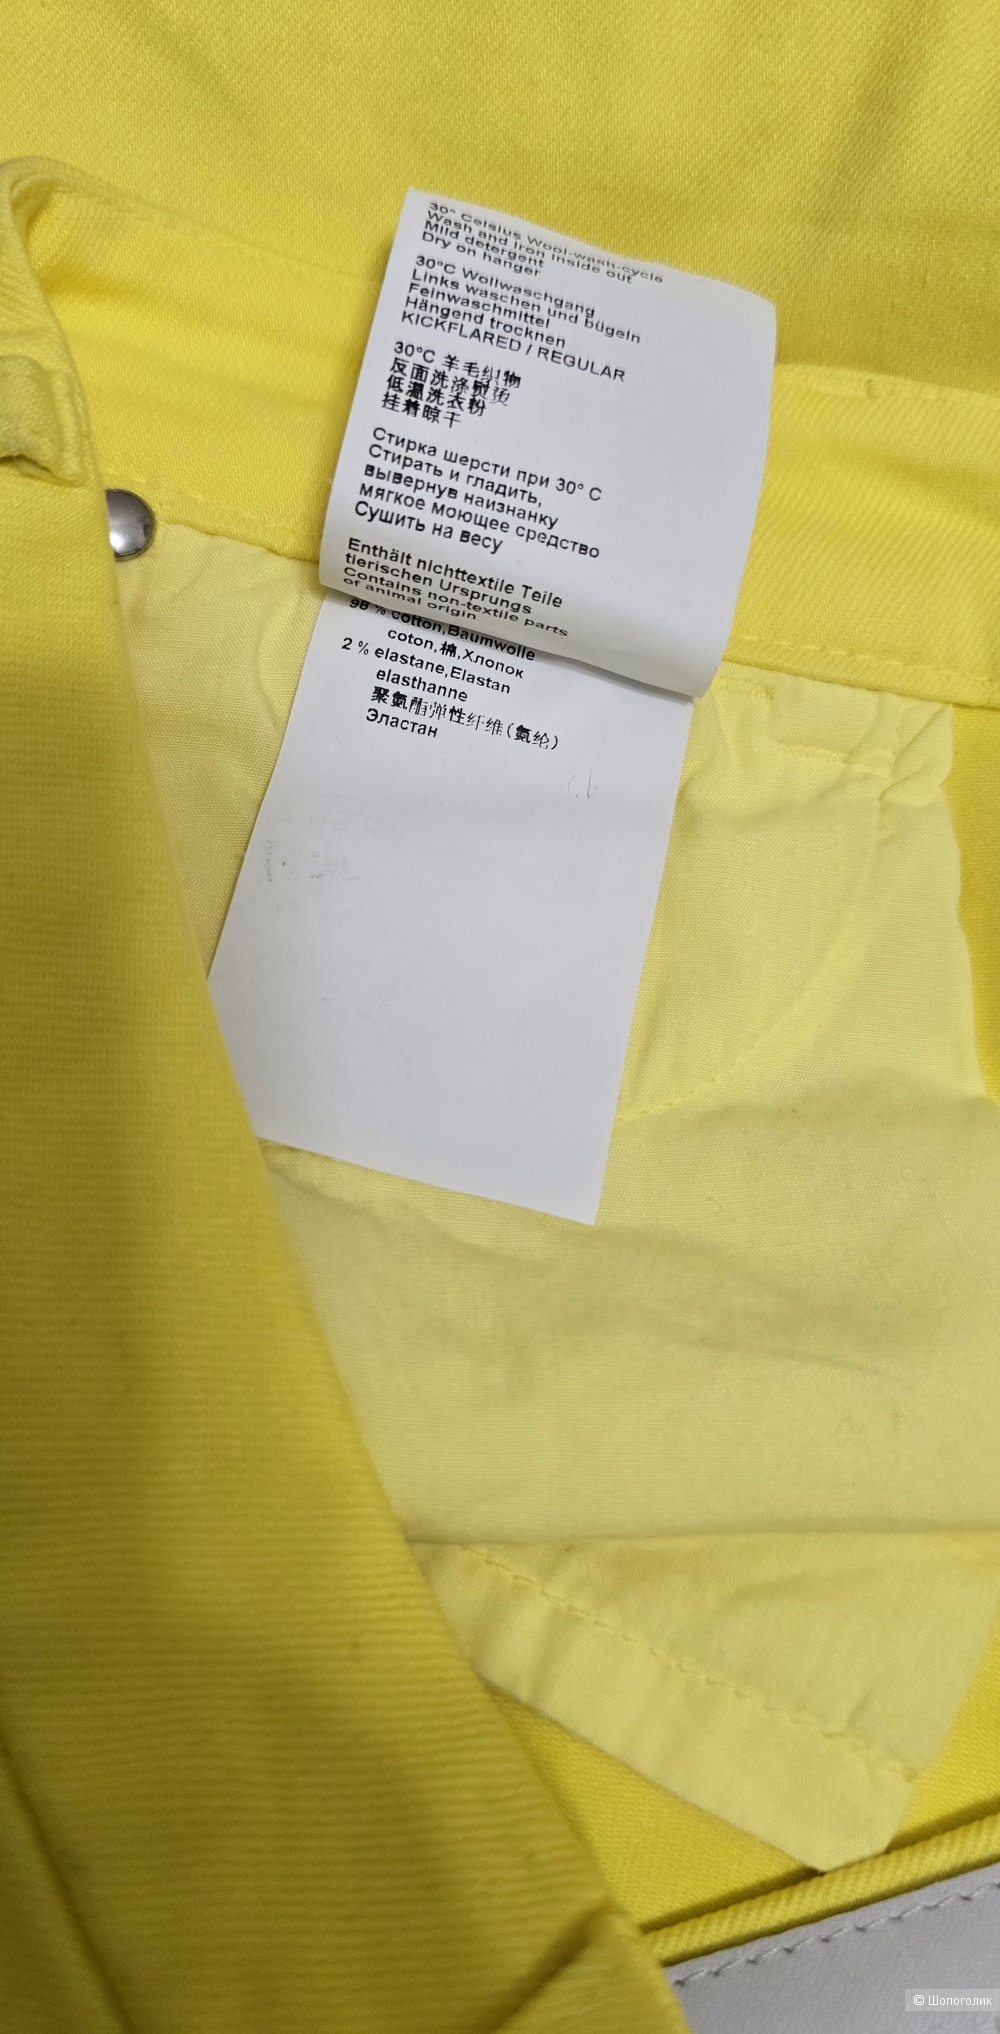 30° Celsius Wool-wash-cycle
Wash and iron inside out
Mild detergent
Dry on hanger
30°C Wollwaschgang
Links waschen und bügeln
Feinwaschmittel
Hängend trocknen
KICKFLARED / REGULAR
30°C 羊毛织物
反面洗涤熨烫
低温洗衣粉
挂着晾干
Стирка шерсти при 30° C
Стирать и гладить,
вывернув наизнанку
мягкое моющее средство
Сушить на весу
Enthält nichttextile Teile
tierischen Ursprungs
Contains non-textile parts
of animal origin
98 % Cotton,Baumwolle
coton,棉,Хлопок
2 % elastane,Elastan
elasthanne
聚氨酯弹性纤维(氨纶)
Эластан
© Шопоголик